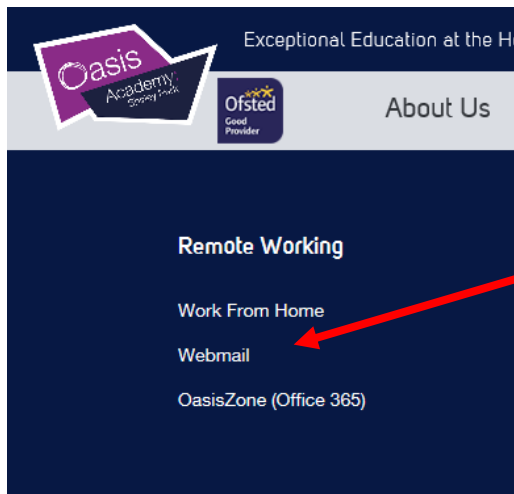 Exceptional Education at the H
Oasis
Academy:
Ofsted
Good
Provider
About Us
Remote Working
Work From Home
Webmail
OasisZone (Office 365)